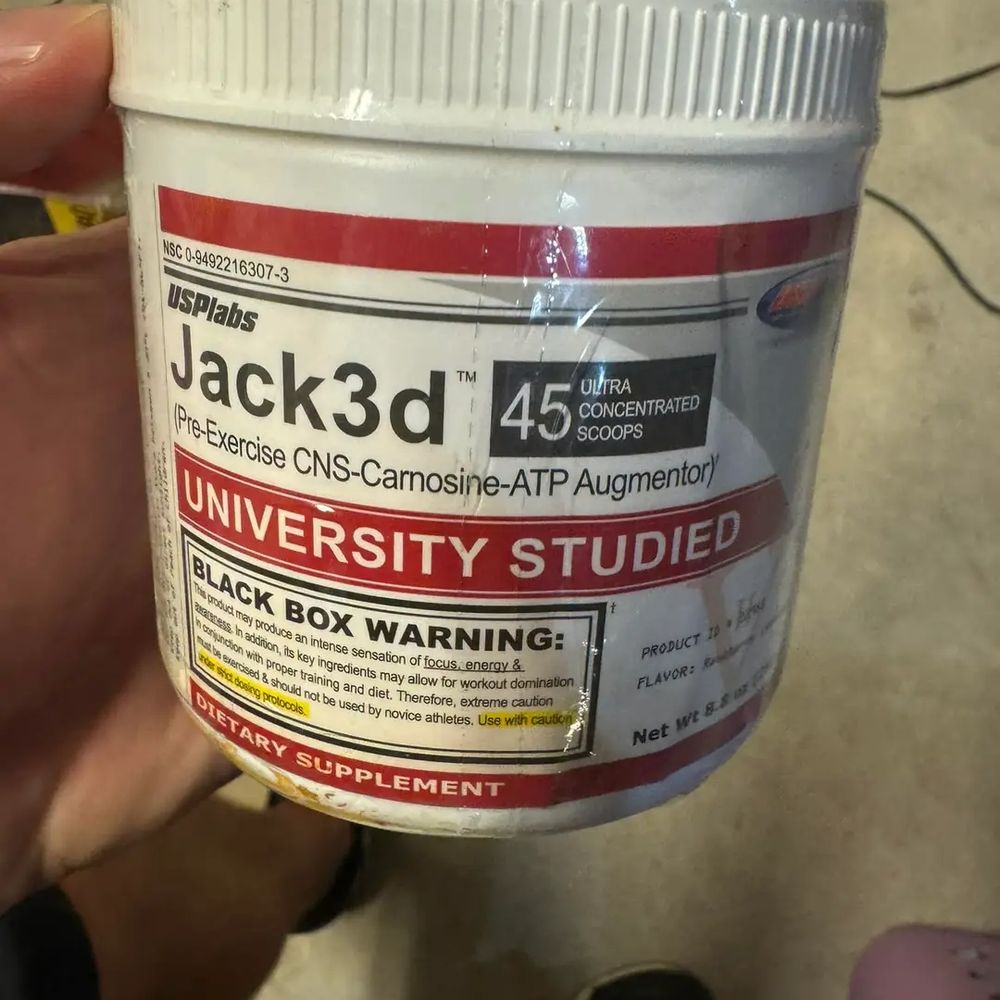 NSC 0-9492216307-3
USPlabs
Jack3d™
45 ULTRA
CONCENTRATED
SCOOPS
(Pre-Exercise CNS-Carnosine-ATP Augmentor)
UNIVERSITY STUDIED
BLACK BOX WARNING:
†
This product may produce an intense sensation of focus, energy &
awareness. In addition, its key ingredients may allow for workout domination
in conjunction with proper training and diet. Therefore, extreme caution
must be exercised & should not be used by novice athletes. Use with caution
under strict dosing protocols.
PRODUCT ID
FLAVOR:
Net Wt 8.8 oz
DIETARY SUPPLEMENT